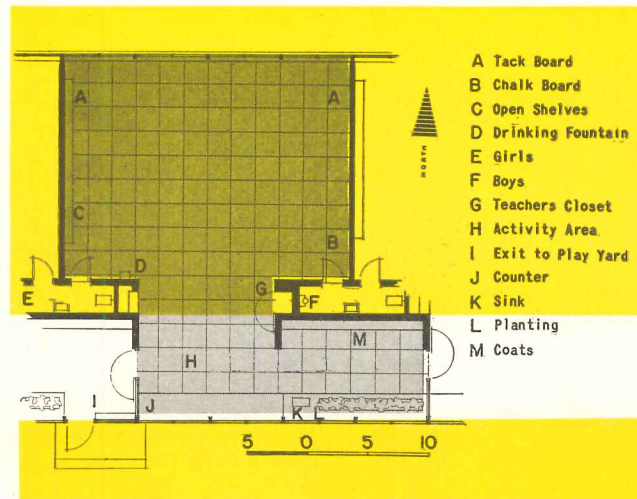 A Tack Board
B Chalk Board
C Open Shelves
D Drinking Fountain
E Girls
F Boys
G Teachers Closet
H Activity Area
I Exit to Play Yard
J Counter
K Sink
L Planting
M Coats
NORTH
A A
C
B
D
E
G
F
M
H
I
J
K
L
5 0 5 10